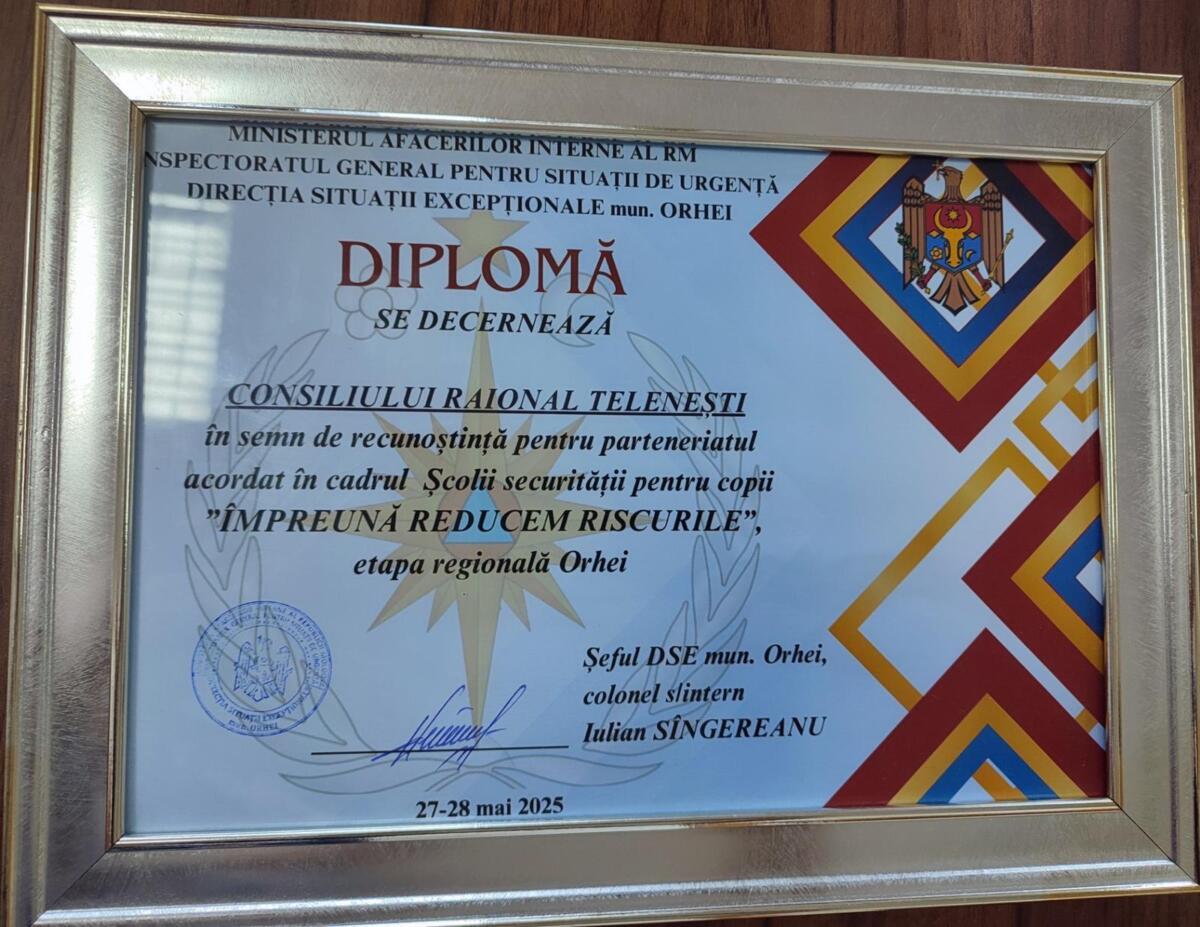 MINISTERUL AFACERILOR INTERNE AL RM
INSPECTORATUL GENERAL PENTRU SITUAȚII DE URGENȚĂ
DIRECȚIA SITUAȚII EXCEPȚIONALE mun. ORHEI
DIPLOMĂ
SE DECERNEAZĂ
CONSILIULUI RAIONAL TELENEȘTI
în semn de recunoștință pentru parteneriatul
acordat în cadrul Școlii securității pentru copii
”ÎMPREUNĂ REDUCEM RISCURILE”,
etapa regională Orhei
Șeful DSE mun. Orhei,
colonel s|intern
Iulian SÎNGEREANU
27-28 mai 2025